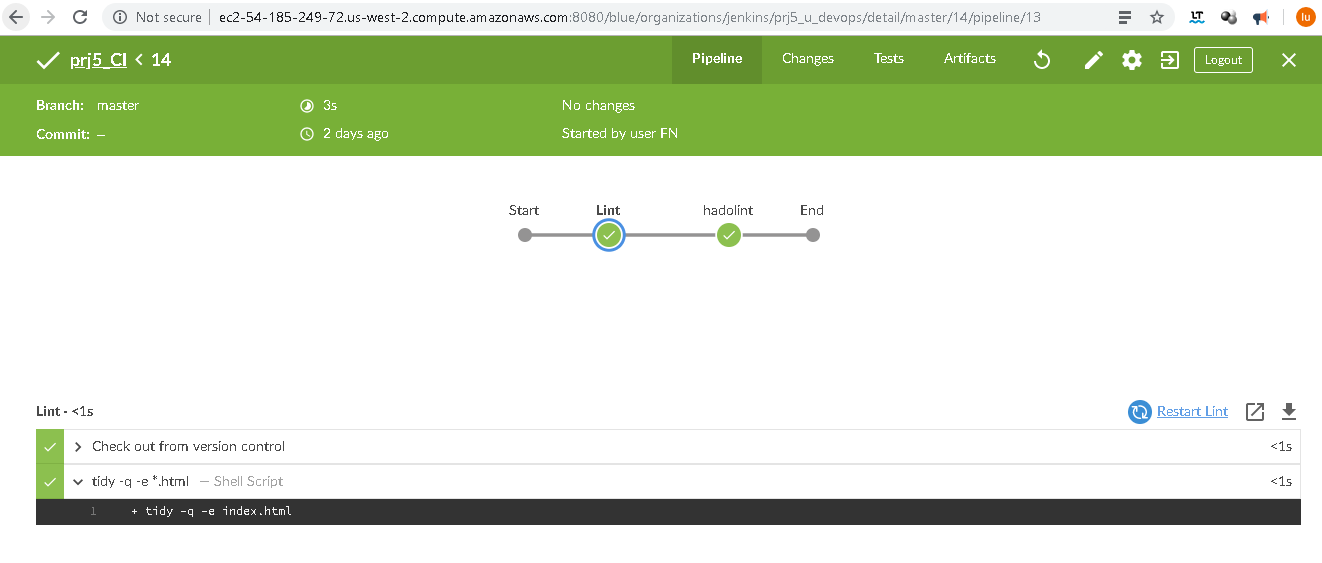 Not secure | ec2-54-185-249-72.us-west-2.compute.amazonaws.com:8080/blue/organizations/jenkins/prj5_u_devops/detail/master/14/pipeline/13 LT lu
prj5_CI < 14 Pipeline Changes Tests Artifacts Logout
Branch: master 3s No changes
Commit: – 2 days ago Started by user FN
Start Lint hadolint End
Lint - <1s Restart Lint
Check out from version control <1s
tidy -q -e *.html — Shell Script <1s
1 + tidy -q -e index.html